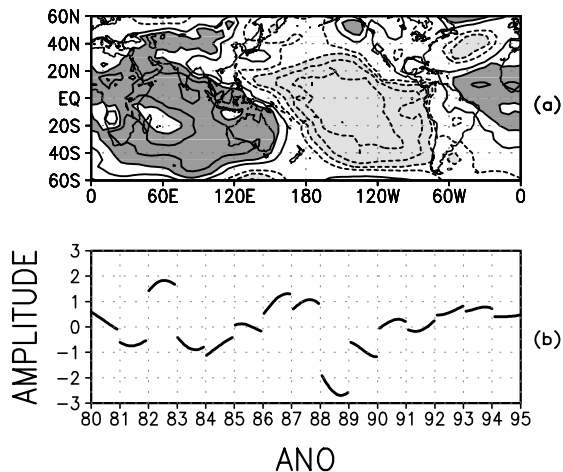 60N
40N
20N
EQ
20S
40S
60S
(a)
0 60E 120E 180 120W 60W 0
3
2
1
0
−1
−2
−3
AMPLITUDE
(b)
80 81 82 83 84 85 86 87 88 89 90 91 92 93 94 95
ANO